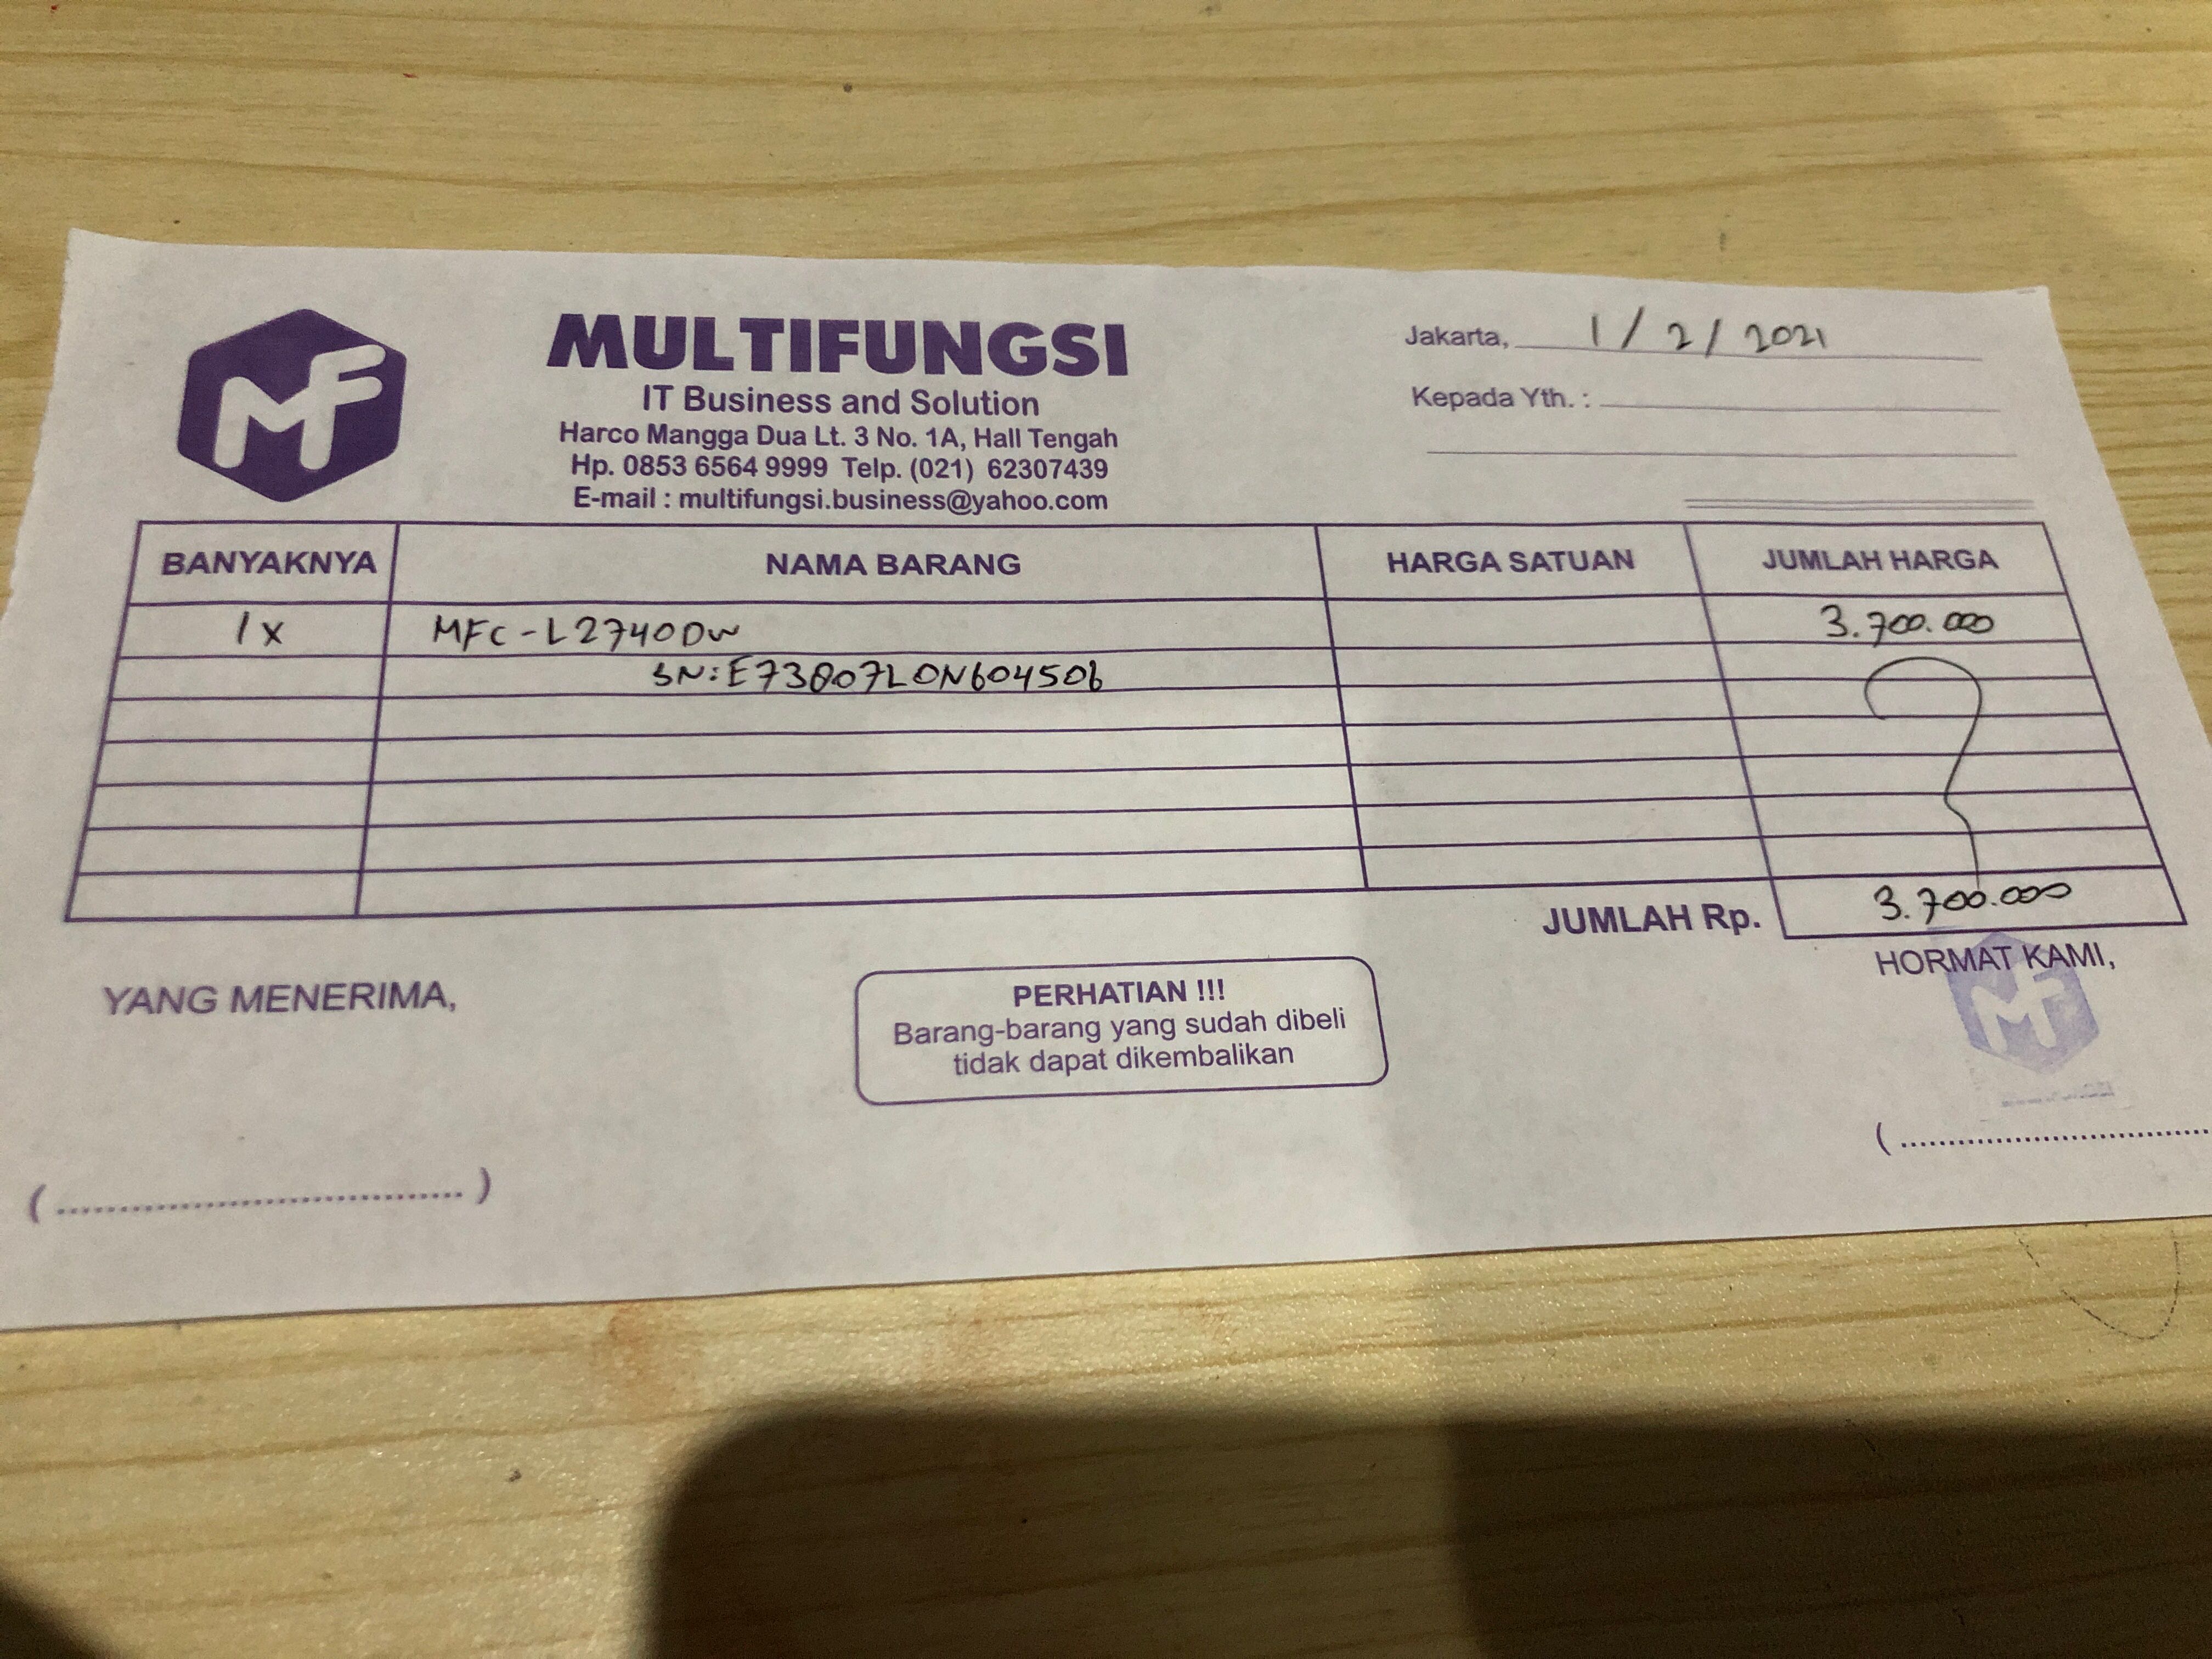 MF
MULTIFUNGSI
IT Business and Solution
Harco Mangga Dua Lt. 3 No. 1A, Hall Tengah
Hp. 0853 6564 9999 Telp. (021) 62307439
E-mail : multifungsi.business@yahoo.com
Jakarta, 1/2/2021
Kepada Yth. :
BANYAKNYA NAMA BARANG HARGA SATUAN JUMLAH HARGA
1x MFC-L2740DW 3.700.000
SN:E73807L0N604506
JUMLAH Rp. 3.700.000
YANG MENERIMA,
PERHATIAN !!!
Barang-barang yang sudah dibeli
tidak dapat dikembalikan
HORMAT KAMI,
MF
(....................................)
(....................................